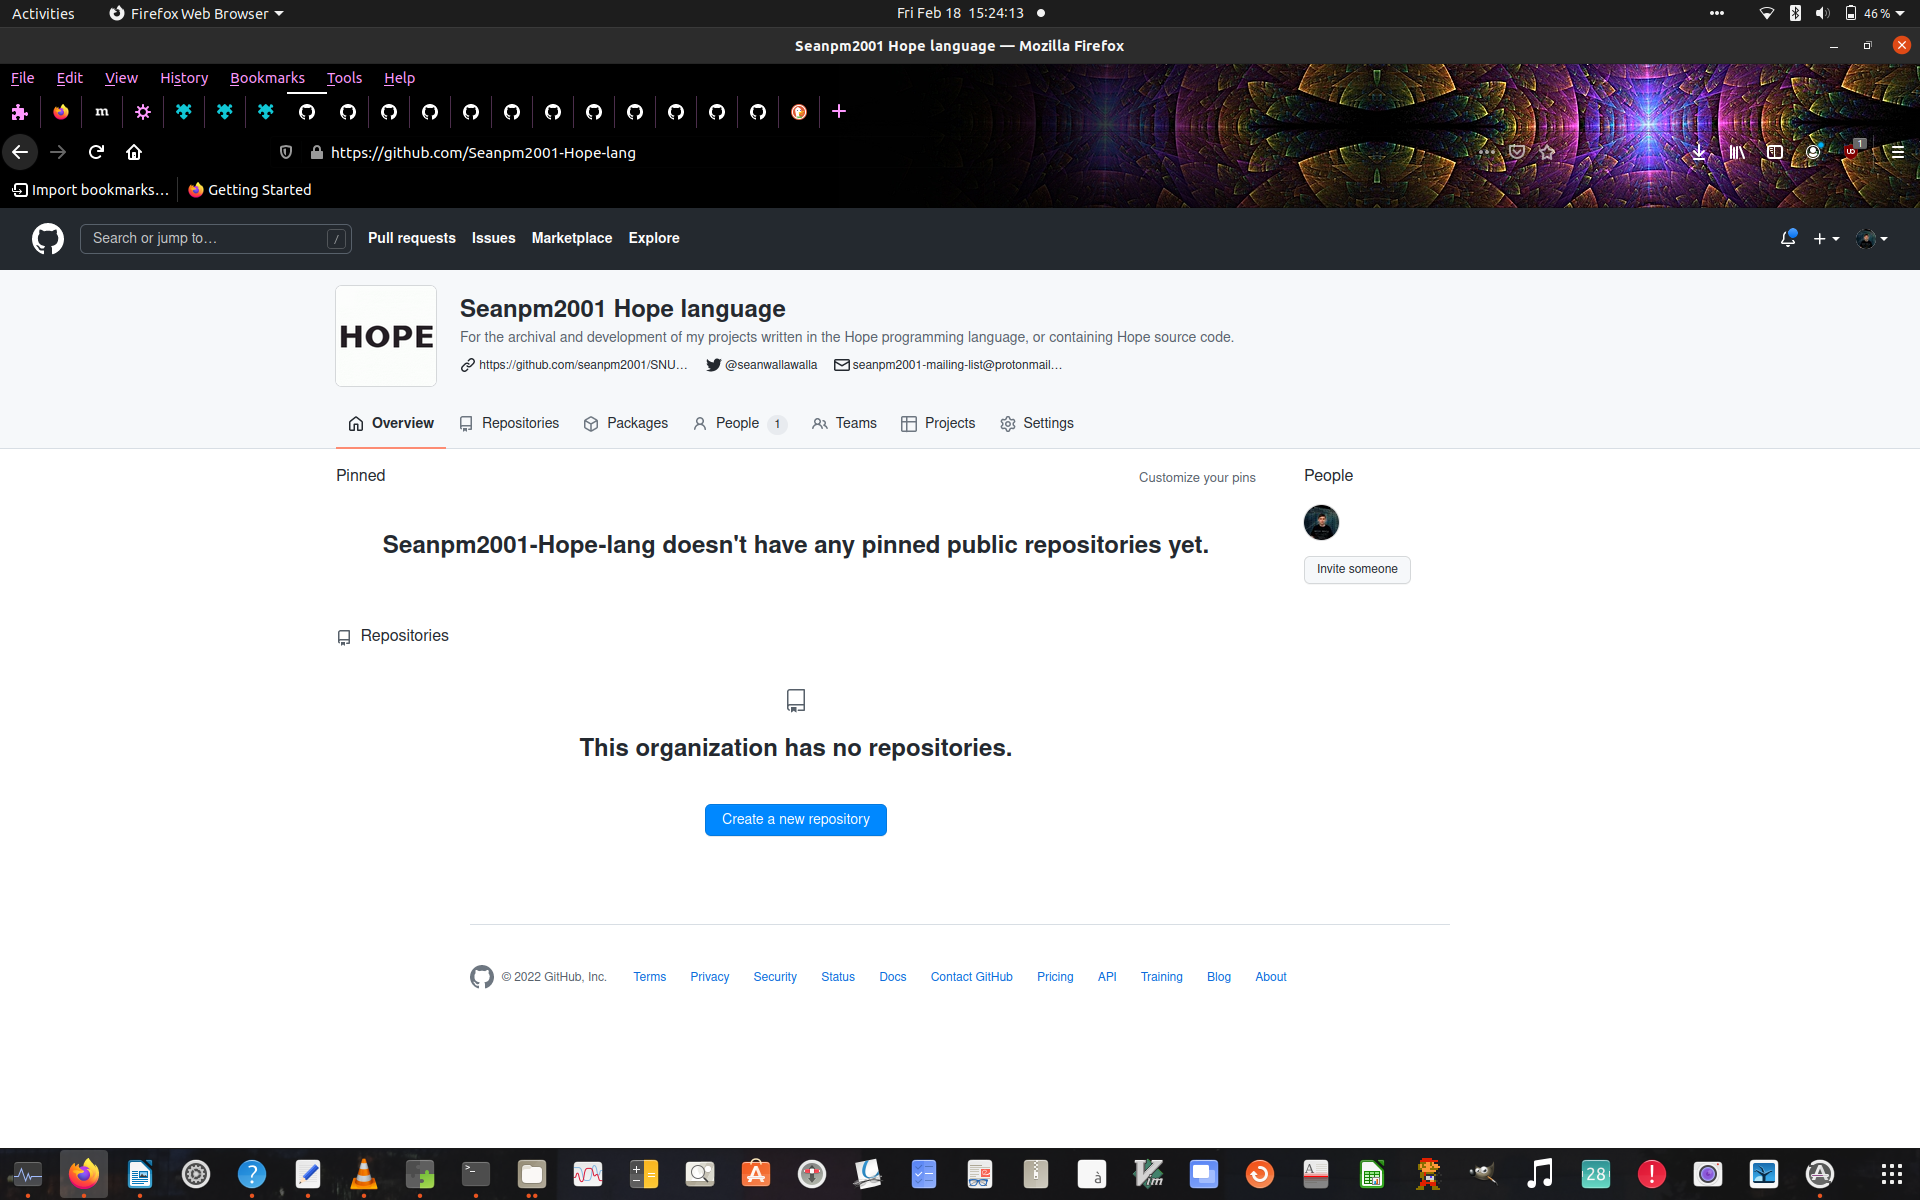 Activities Firefox Web Browser Fri Feb 18 15:24:13 46 %
Seanpm2001 Hope language — Mozilla Firefox
File Edit View History Bookmarks Tools Help
m
https://github.com/Seanpm2001-Hope-lang 1
Import bookmarks… Getting Started
Search or jump to… / Pull requests Issues Marketplace Explore
HOPE
Seanpm2001 Hope language
For the archival and development of my projects written in the Hope programming language, or containing Hope source code.
https://github.com/seanpm2001/SNU… @seanwallawalla seanpm2001-mailing-list@protonmail…
Overview Repositories Packages People 1 Teams Projects Settings
Pinned Customize your pins People
Seanpm2001-Hope-lang doesn't have any pinned public repositories yet.
Invite someone
Repositories
This organization has no repositories.
Create a new repository
© 2022 GitHub, Inc. Terms Privacy Security Status Docs Contact GitHub Pricing API Training Blog About
28